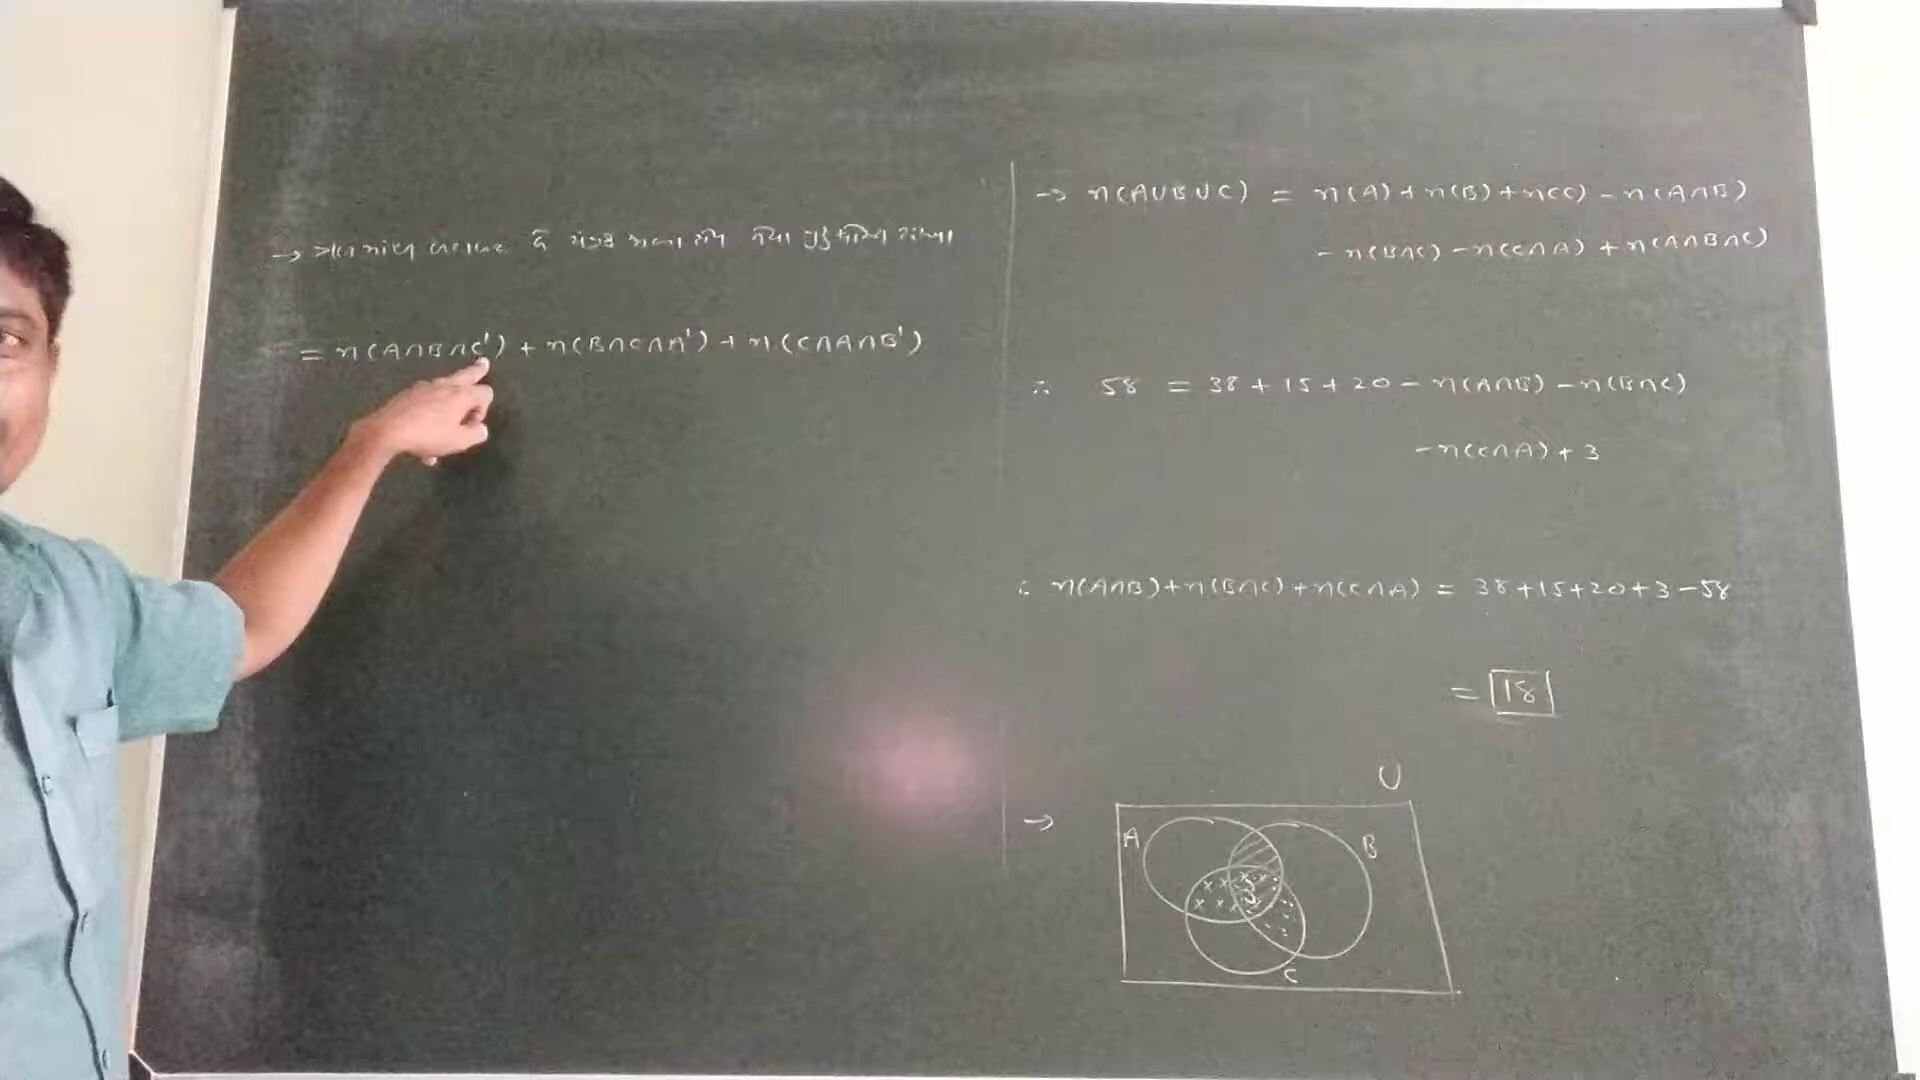 → માત્ર
= n(A∩B∩C') + n(B∩C∩A') + n(C∩A∩B')
→ n(A∪B∪C) = n(A) + n(B) + n(C) - n(A∩B)
- n(B∩C) - n(C∩A) + n(A∩B∩C)
∴ 58 = 38 + 15 + 20 - n(A∩B) - n(B∩C)
- n(C∩A) + 3
∴ n(A∩B) + n(B∩C) + n(C∩A) = 38 + 15 + 20 + 3 - 58
= 18
→
U
A
B
3
C